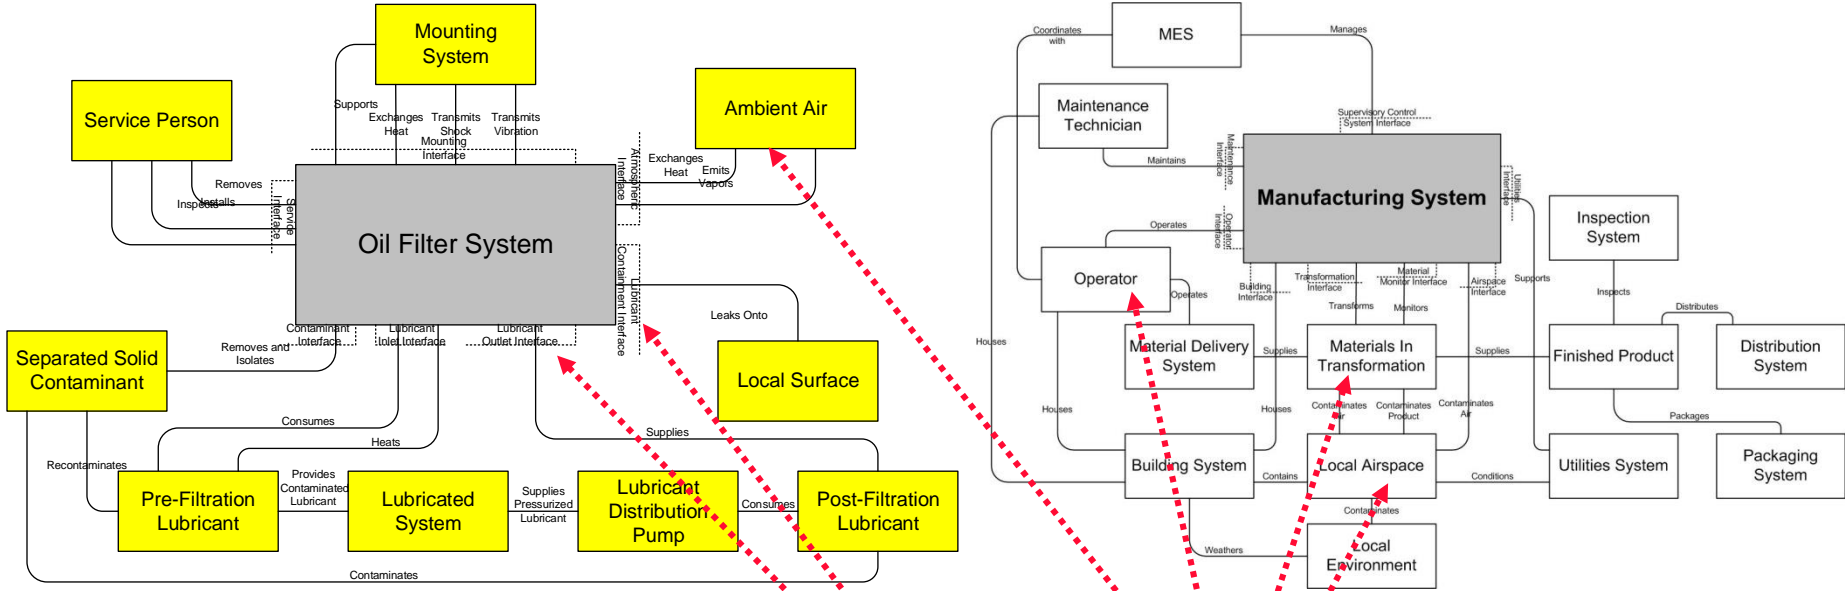 Mounting
System
Supports
Exchanges
Heat
Transmits
Shock
Transmits
Vibration
Mounting
Interface
Service Person
Removes
Installs
Inspects
Service
Interface
Ambient Air
Exchanges
Heat
Emits
Vapors
Atmospheric
Interface
Oil Filter System
Lubricant
Containment Interface
Leaks Onto
Local Surface
Contaminant
Interface
Lubricant
Inlet Interface
Lubricant
Outlet Interface
Removes and
Isolates
Separated Solid
Contaminant
Consumes
Heats
Supplies
Recontaminates
Pre-Filtration
Lubricant
Provides
Contaminated
Lubricant
Lubricated
System
Supplies
Pressurized
Lubricant
Lubricant
Distribution
Pump
Consumes
Post-Filtration
Lubricant
Contaminates
Coordinates
with
MES
Manages
Maintenance
Technician
Maintains
Supervisory Control
System Interface
Maintenance
Interface
Manufacturing System
Utilities
Interface
Operates
Operator
Interface
Operator
Operates
Building
Interface
Transformation
Interface
Material
Monitor Interface
Airspace
Interface
Supports
Inspection
System
Inspects
Distributes
Transforms
Monitors
Houses
Material Delivery
System
Supplies
Materials In
Transformation
Supplies
Finished Product
Distribution
System
Houses
Houses
Contaminates
Air
Contaminates
Product
Contaminates
Air
Packages
Building System
Contains
Local Airspace
Conditions
Utilities System
Packaging
System
Contaminates
Weathers
Local
Environment